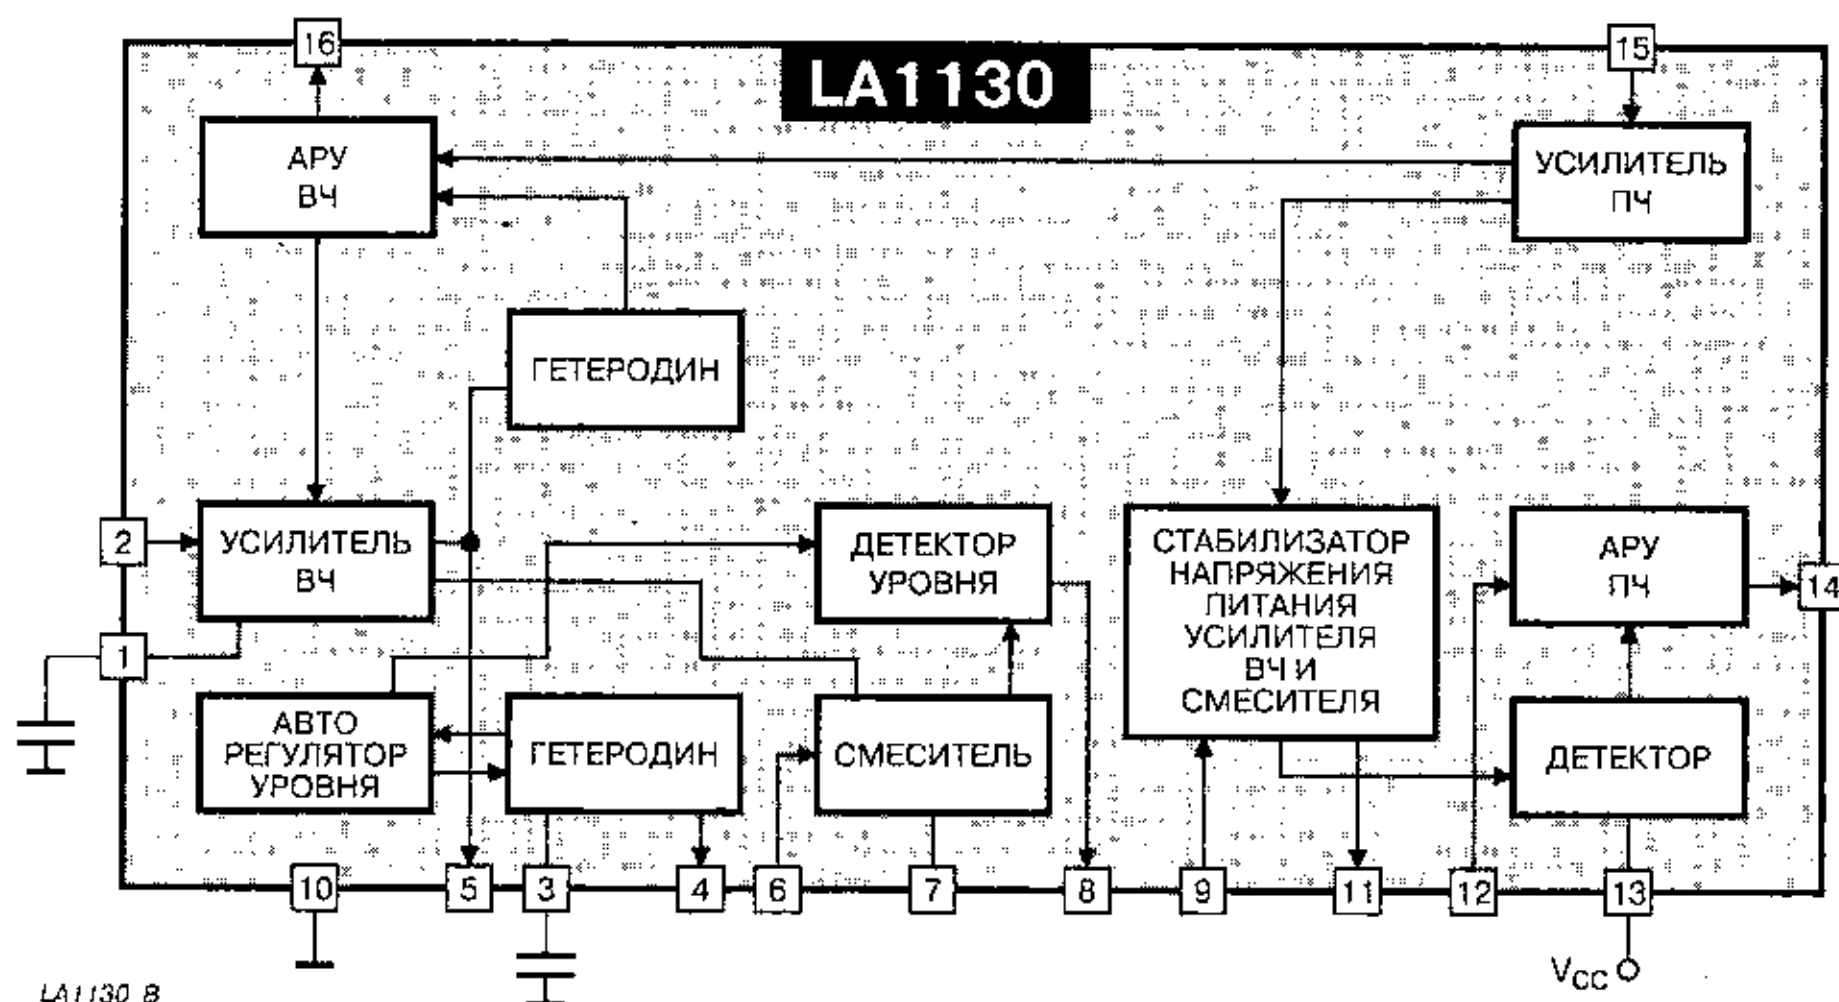 16
LA1130
15
АРУ
ВЧ
УСИЛИТЕЛЬ
ПЧ
ГЕТЕРОДИН
2
УСИЛИТЕЛЬ
ВЧ
ДЕТЕКТОР
УРОВНЯ
СТАБИЛИЗАТОР
НАПРЯЖЕНИЯ
ПИТАНИЯ
УСИЛИТЕЛЯ
ВЧ И
СМЕСИТЕЛЯ
АРУ
ПЧ
14
1
АВТО
РЕГУЛЯТОР
УРОВНЯ
ГЕТЕРОДИН
СМЕСИТЕЛЬ
ДЕТЕКТОР
10
5
3
4
6
7
8
9
11
12
13
VCC
LA1130_B